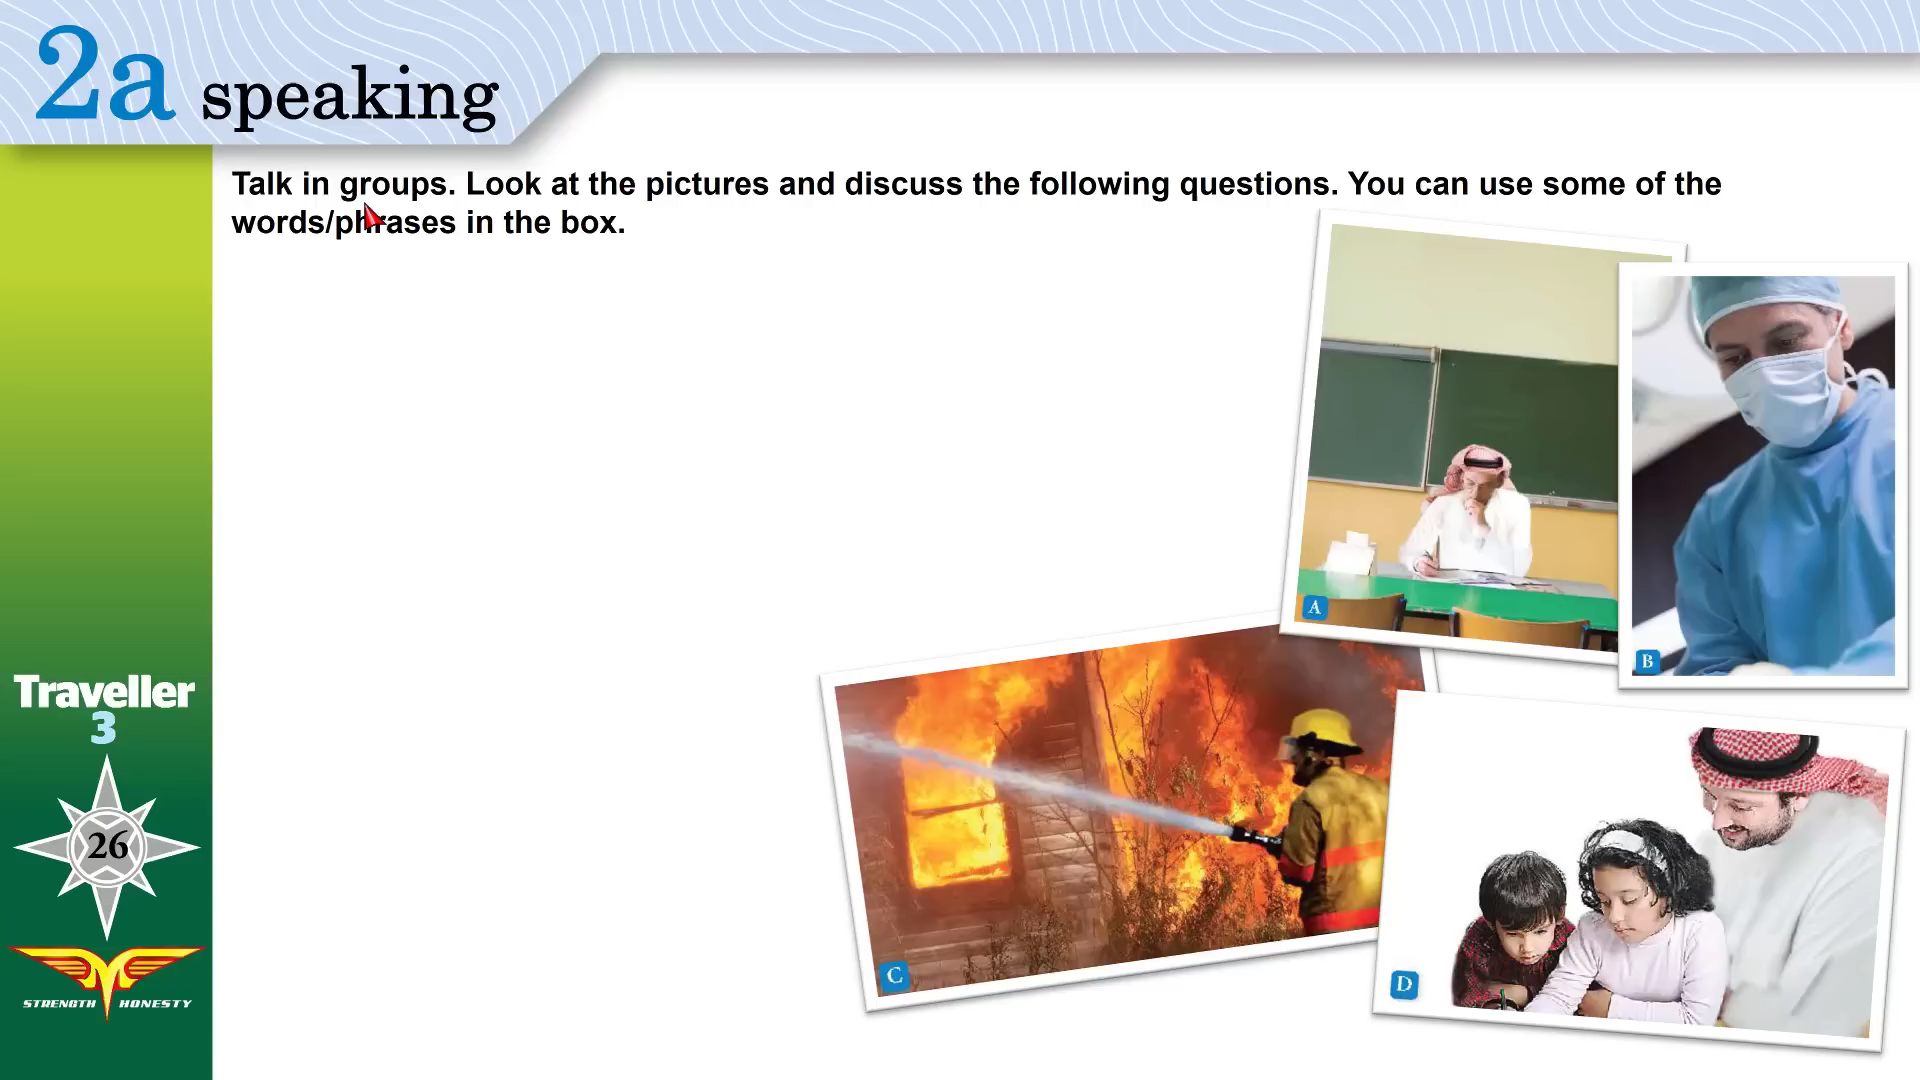 2a speaking
Talk in groups. Look at the pictures and discuss the following questions. You can use some of the
words/phrases in the box.
A
B
C
D
Traveller
3
26
STRENGTH HONESTY